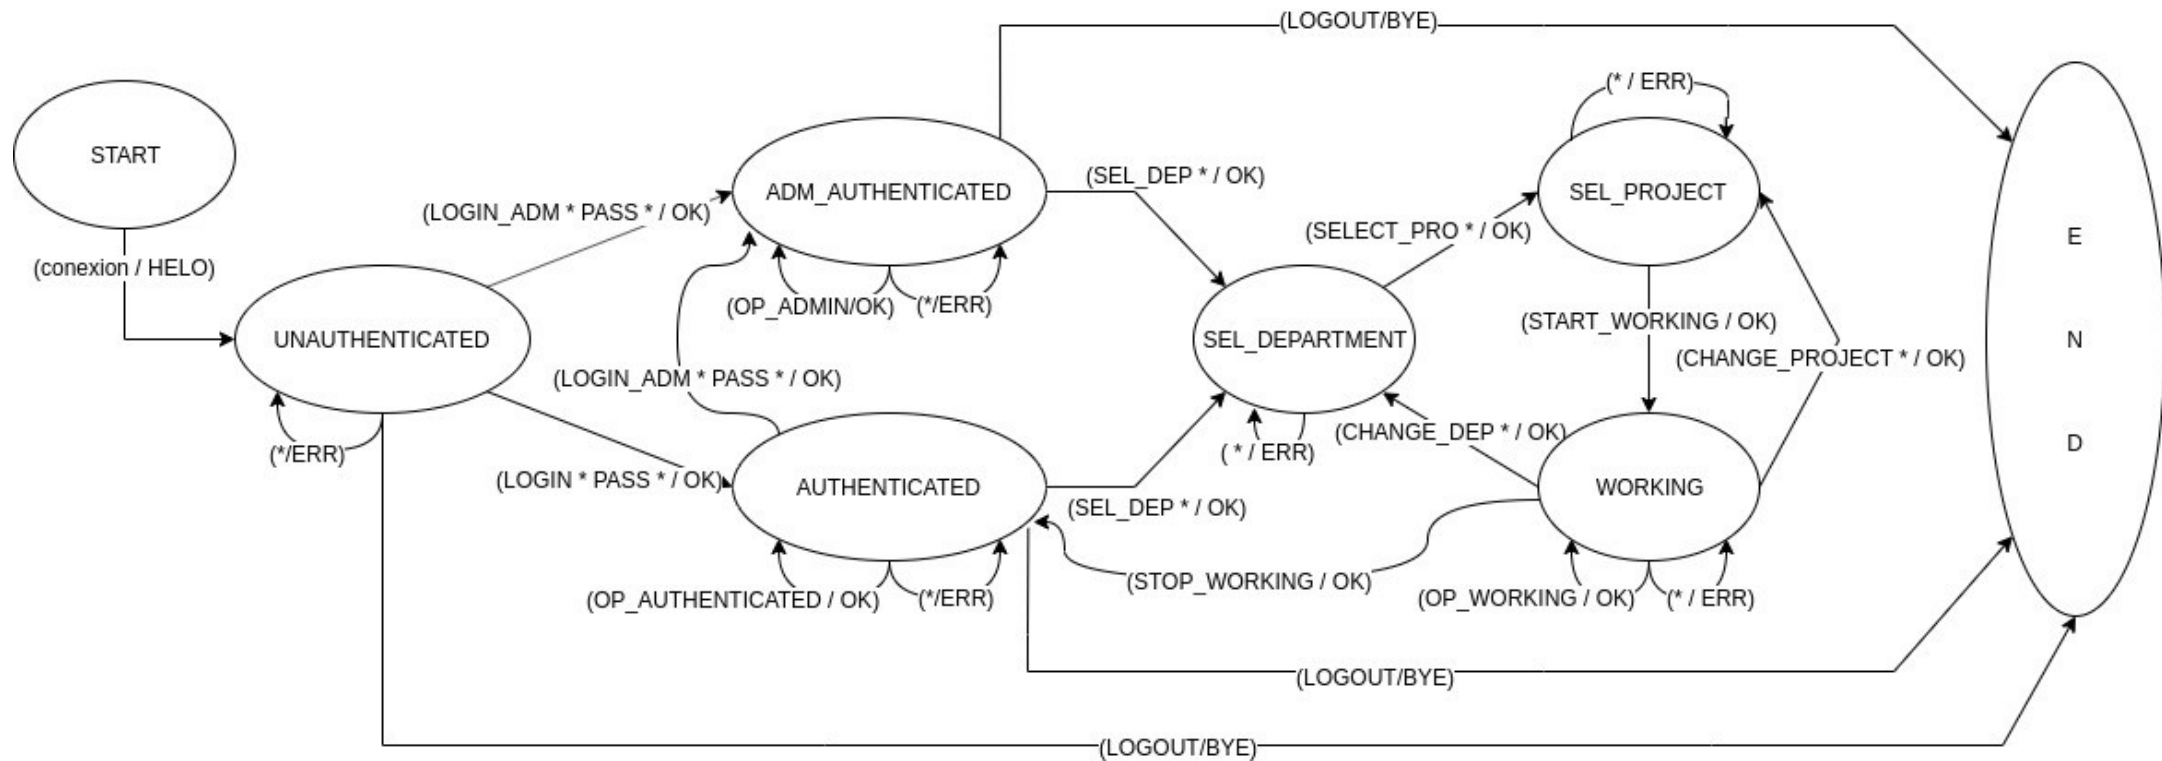 (LOGOUT/BYE)
(* / ERR)
START
ADM_AUTHENTICATED
(SEL_DEP * / OK)
SEL_PROJECT
(LOGIN_ADM * PASS * / OK)
(SELECT_PRO * / OK)
E
(conexion / HELO)
(OP_ADMIN/OK)
(*/ERR)
(START_WORKING / OK)
UNAUTHENTICATED
SEL_DEPARTMENT
N
(CHANGE_PROJECT * / OK)
(LOGIN_ADM * PASS * / OK)
(CHANGE_DEP * / OK)
D
(*/ERR)
( * / ERR)
(LOGIN * PASS * / OK)
AUTHENTICATED
WORKING
(SEL_DEP * / OK)
(STOP_WORKING / OK)
(OP_AUTHENTICATED / OK)
(*/ERR)
(OP_WORKING / OK)
(* / ERR)
(LOGOUT/BYE)
(LOGOUT/BYE)